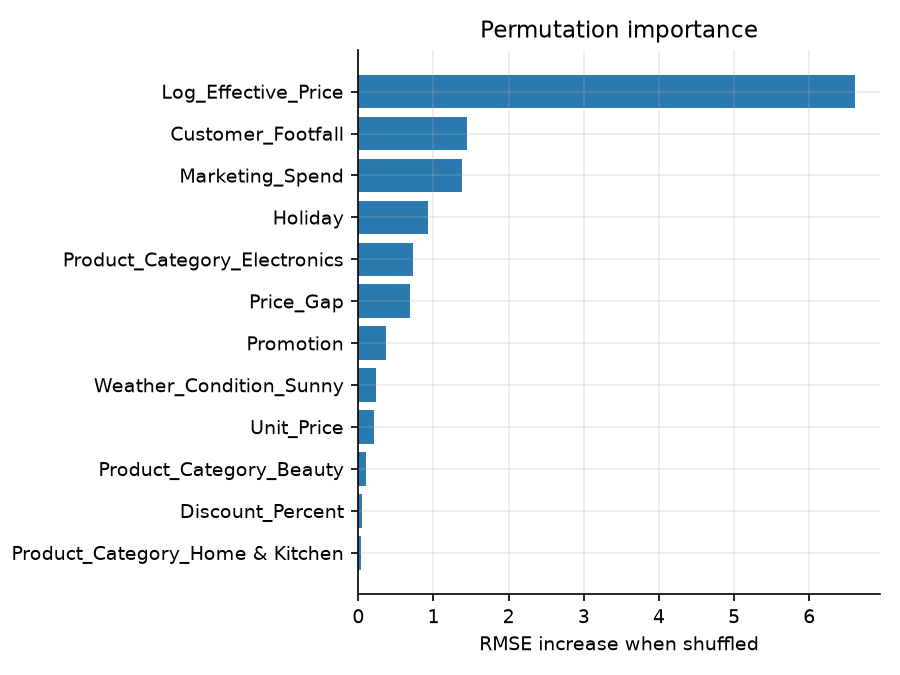 Permutation importance
Log_Effective_Price
Customer_Footfall
Marketing_Spend
Holiday
Product_Category_Electronics
Price_Gap
Promotion
Weather_Condition_Sunny
Unit_Price
Product_Category_Beauty
Discount_Percent
Product_Category_Home & Kitchen
0 1 2 3 4 5 6
RMSE increase when shuffled